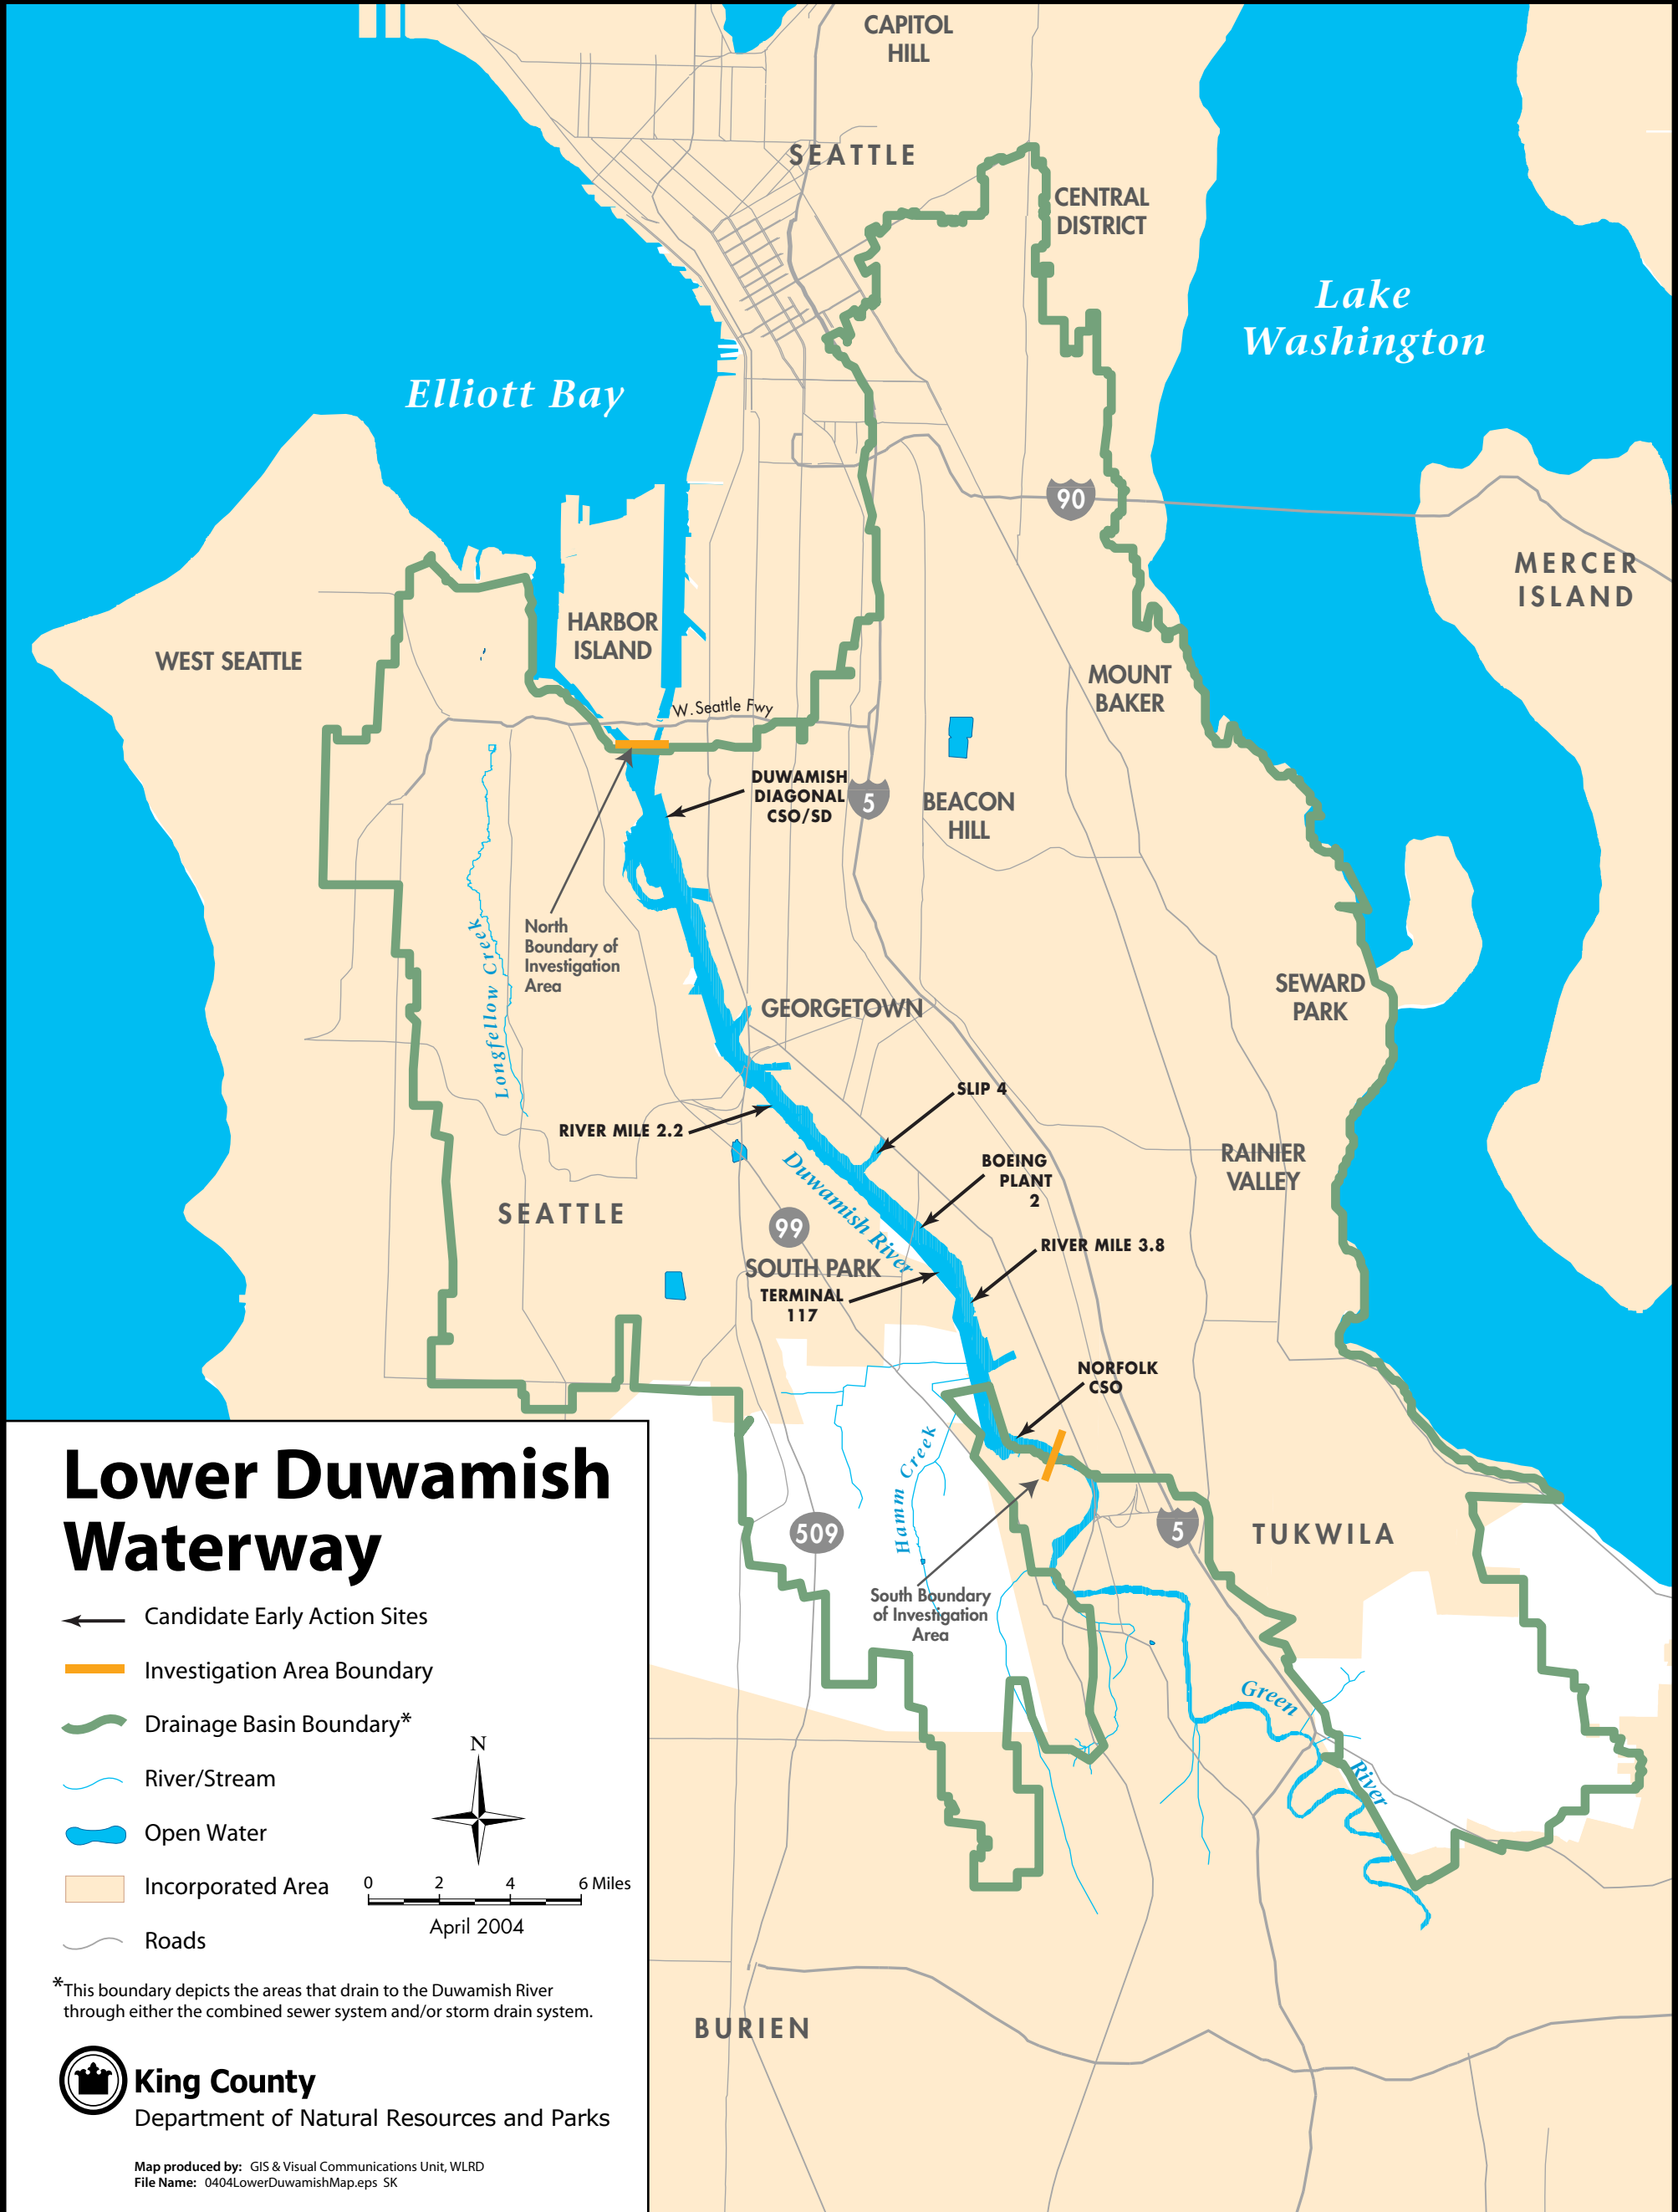 CAPITOL
HILL
SEATTLE
CENTRAL
DISTRICT
Lake
Washington
Elliott Bay
90
MERCER
ISLAND
HARBOR
ISLAND
WEST SEATTLE
MOUNT
BAKER
W. Seattle Fwy
DUWAMISH
DIAGONAL
CSO/SD
5
BEACON
HILL
North
Boundary of
Investigation
Area
Longfellow Creek
SEWARD
PARK
GEORGETOWN
SLIP 4
RIVER MILE 2.2
Duwamish River
BOEING
PLANT
2
RAINIER
VALLEY
SEATTLE
99
RIVER MILE 3.8
SOUTH PARK
TERMINAL
117
NORFOLK
CSO
Hamm Creek
509
5
TUKWILA
South Boundary
of Investigation
Area
Green
River
BURIEN
Lower Duwamish
Waterway
Candidate Early Action Sites
Investigation Area Boundary
Drainage Basin Boundary*
River/Stream
Open Water
Incorporated Area
Roads
N
0 2 4 6 Miles
April 2004
*This boundary depicts the areas that drain to the Duwamish River
through either the combined sewer system and/or storm drain system.
King County
Department of Natural Resources and Parks
Map produced by: GIS & Visual Communications Unit, WLRD
File Name: 0404LowerDuwamishMap.eps SK